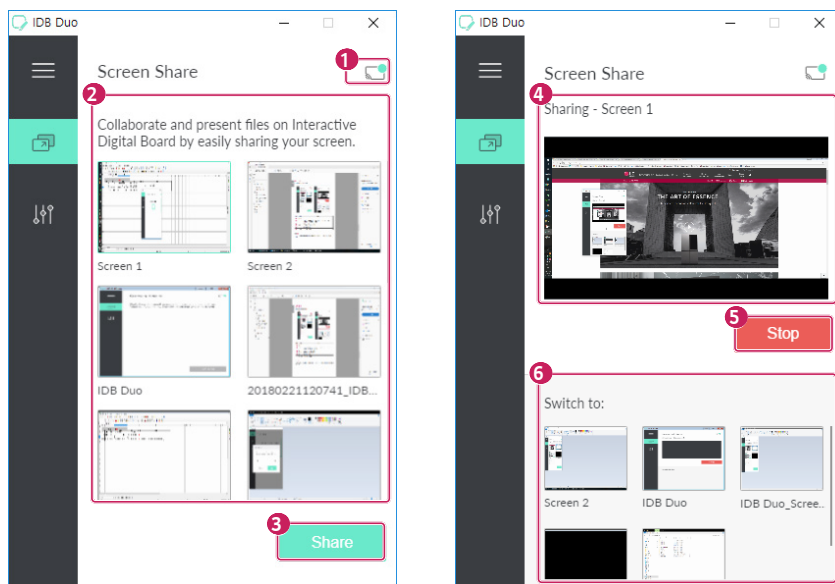 IDB Duo
Screen Share
1
2
Collaborate and present files on Interactive
Digital Board by easily sharing your screen.
Screen 1
Screen 2
IDB Duo
20180221120741_IDB...
3
Share
IDB Duo
Screen Share
4
Sharing - Screen 1
THE ART OF ESSENCE
5
Stop
6
Switch to:
Screen 2
IDB Duo
IDB Duo_Scree..